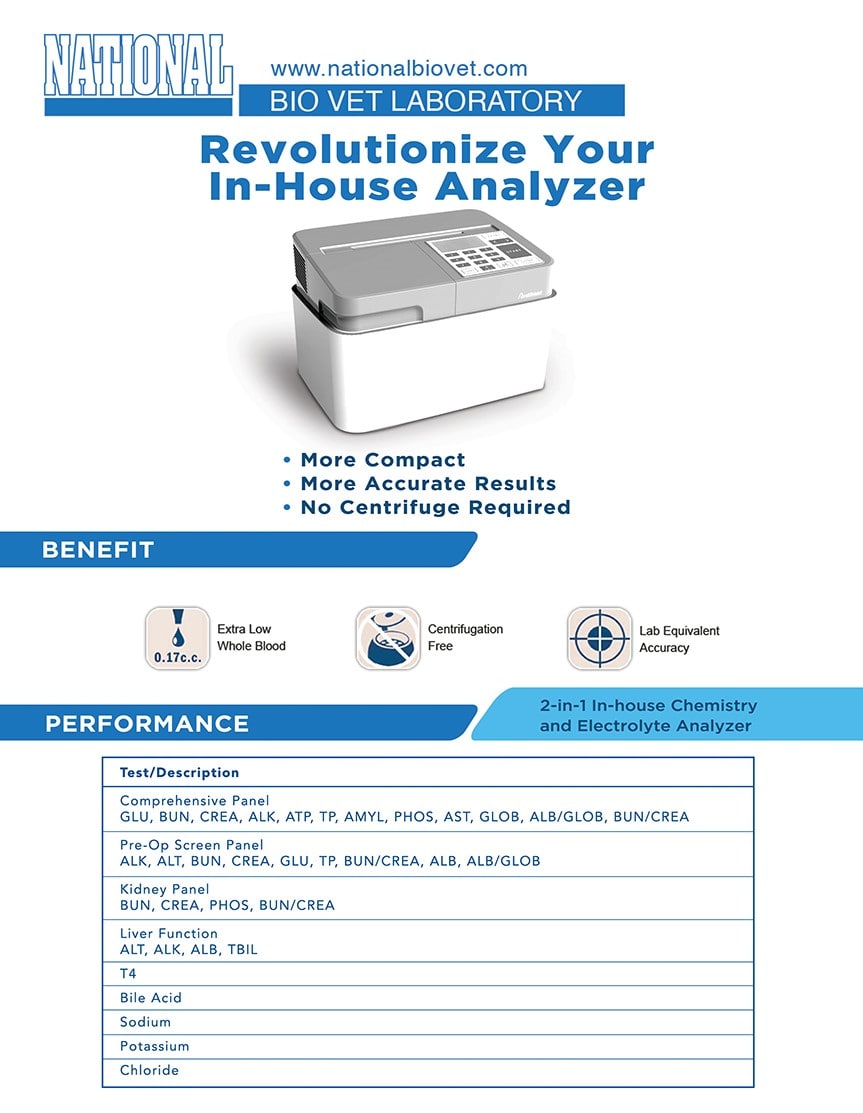 NATIONAL
www.nationalbiovet.com
BIO VET LABORATORY
Revolutionize Your
In-House Analyzer
• More Compact
• More Accurate Results
• No Centrifuge Required
BENEFIT
0.17c.c.
Extra Low
Whole Blood
Centrifugation
Free
Lab Equivalent
Accuracy
PERFORMANCE
2-in-1 In-house Chemistry
and Electrolyte Analyzer
Test/Description
Comprehensive Panel
GLU, BUN, CREA, ALK, ATP, TP, AMYL, PHOS, AST, GLOB, ALB/GLOB, BUN/CREA
Pre-Op Screen Panel
ALK, ALT, BUN, CREA, GLU, TP, BUN/CREA, ALB, ALB/GLOB
Kidney Panel
BUN, CREA, PHOS, BUN/CREA
Liver Function
ALT, ALK, ALB, TBIL
T4
Bile Acid
Sodium
Potassium
Chloride